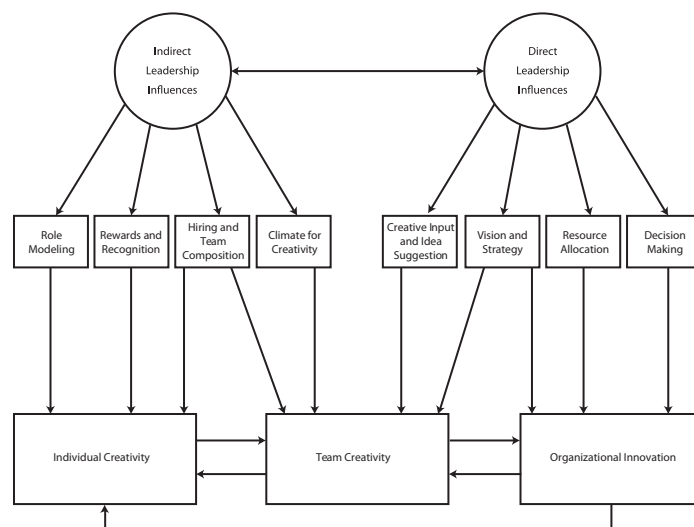 Indirect
Leadership
Influences
Direct
Leadership
Influences
Role
Modeling
Rewards and
Recognition
Hiring and
Team
Composition
Climate for
Creativity
Creative Input
and Idea
Suggestion
Vision and
Strategy
Resource
Allocation
Decision
Making
Individual Creativity
Team Creativity
Organizational Innovation